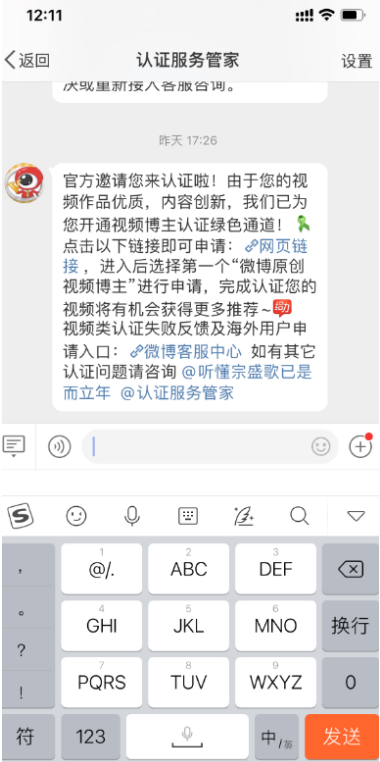 12:11
返回
认证服务管家
设置
决或重新接入客服咨询。
昨天 17:26
官方邀请您来认证啦！由于您的视
频作品优质，内容创新，我们已为
您开通视频博主认证绿色通道！
点击以下链接即可申请：网页链
接，进入后选择第一个“微博原创
视频博主”进行申请，完成认证您的
视频将有机会获得更多推荐~
视频类认证失败反馈及海外用户申
请入口：微博客服中心 如有其它
认证问题请咨询 @听懂宗盛歌已是
而立年 @认证服务管家
S
，
1
@/.
2
ABC
3
DEF
。
4
GHI
5
JKL
6
MNO
换行
？
！
7
PQRS
8
TUV
9
WXYZ
0
符
123
中/英
发送